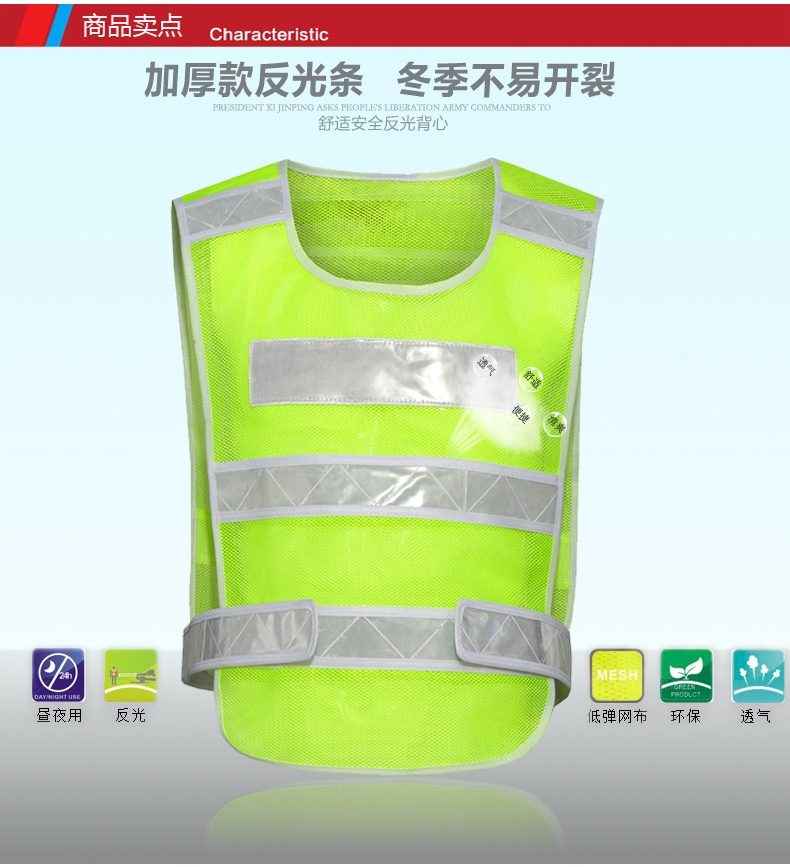 商品卖点 Characteristic
加厚款反光条 冬季不易开裂
PRESIDENT XI JINPING ASKS PEOPLE'S LIBERATION ARMY COMMANDERS TO
舒适安全反光背心
透气
舒适
便捷
清爽
24h
DAY/NIGHT USE
昼夜用
反光
MESH
低弹网布
GREEN
PRODUCT
环保
透气